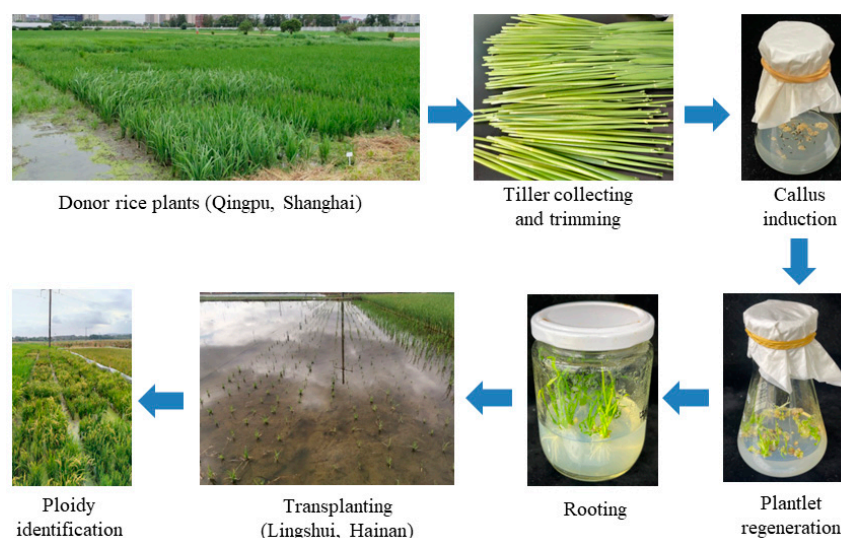 Donor rice plants (Qingpu, Shanghai)
Tiller collecting
and trimming
Callus
induction
Plantlet
regeneration
Rooting
Transplanting
(Lingshui, Hainan)
Ploidy
identification